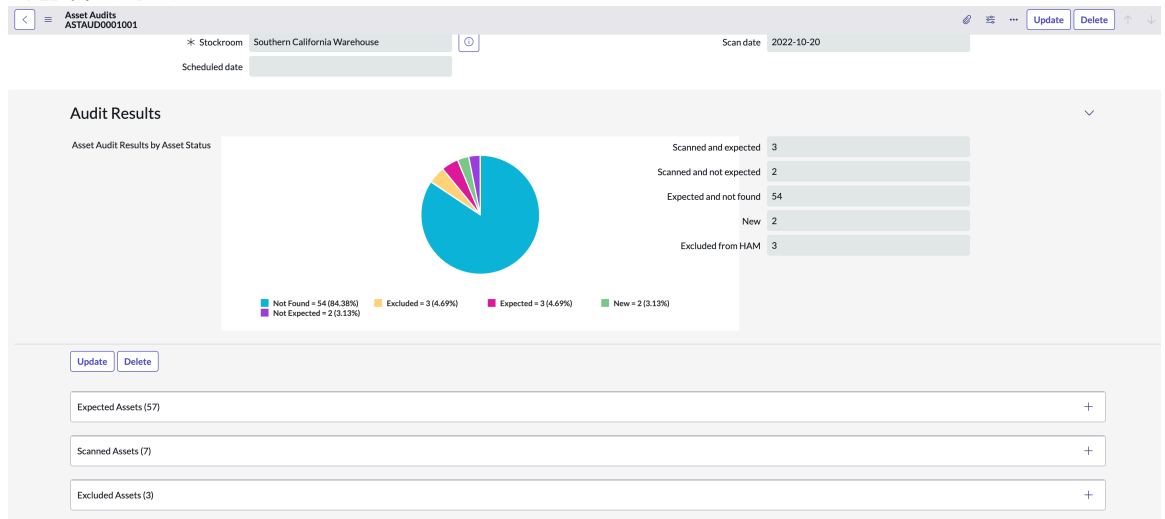 Asset Audits
ASTAUD0001001
Update Delete
Stockroom Southern California Warehouse
Scan date 2022-10-20
Scheduled date
Audit Results
Asset Audit Results by Asset Status
Scanned and expected 3
Scanned and not expected 2
Expected and not found 54
New 2
Excluded from HAM 3
Not Found = 54 (84.38%) Excluded = 3 (4.69%) Expected = 3 (4.69%) New = 2 (3.13%)
Not Expected = 2 (3.13%)
Update Delete
Expected Assets (57)
Scanned Assets (7)
Excluded Assets (3)